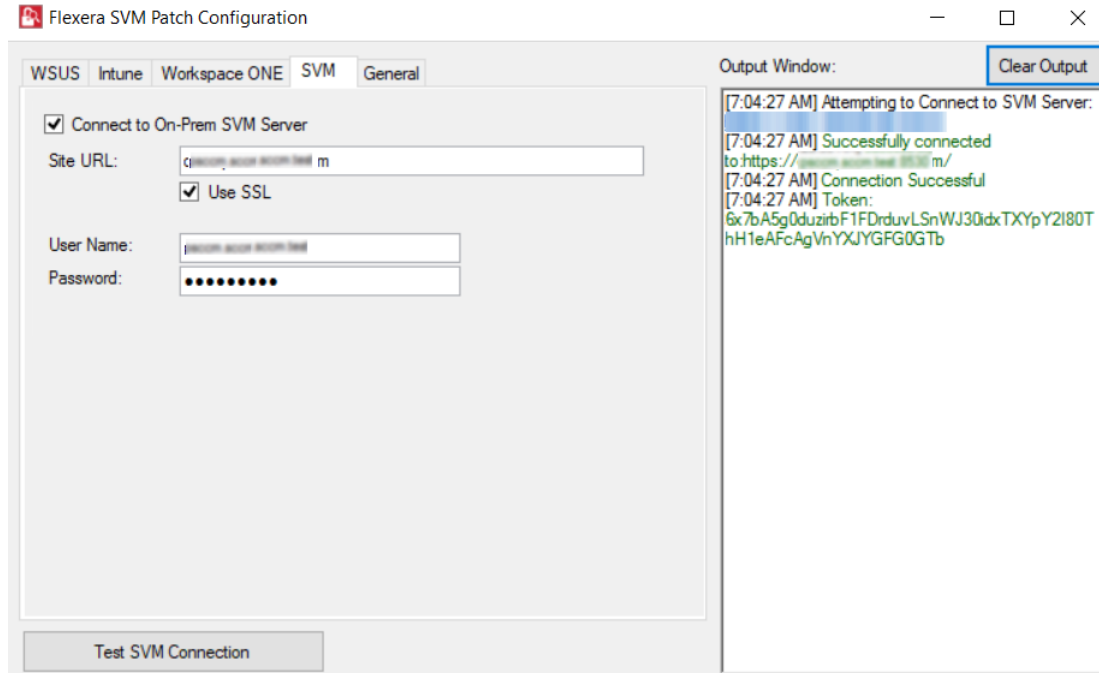 Flexera SVM Patch Configuration
WSUS
Intune
Workspace ONE
SVM
General
Output Window:
Clear Output
Connect to On-Prem SVM Server
Site URL:
m
Use SSL
User Name:
Password:
Test SVM Connection
[7:04:27 AM] Attempting to Connect to SVM Server:
[7:04:27 AM] Successfully connected
to:https:// m/
[7:04:27 AM] Connection Successful
[7:04:27 AM] Token:
6x7bA5g0duzirbF1FDrduvLSnWJ30idxTXYpY2I80T
hH1eAFcAgVnYXJYGFG0GTb